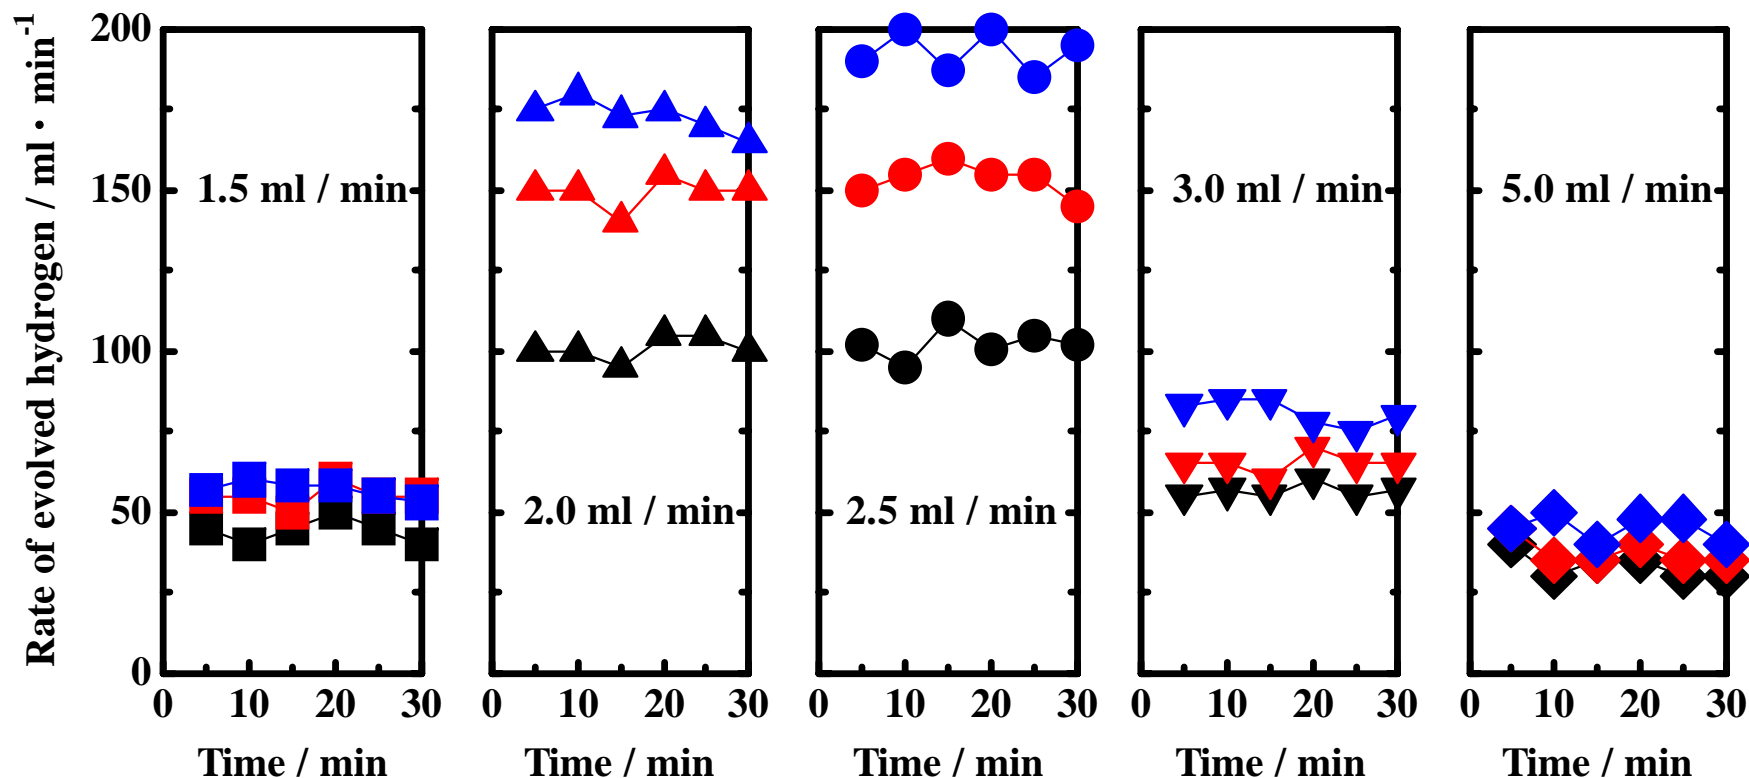 Rate of evolved hydrogen / ml・min-1
200
150
100
50
0
1.5 ml / min
2.0 ml / min
2.5 ml / min
3.0 ml / min
5.0 ml / min
0 10 20 30
0 10 20 30
0 10 20 30
0 10 20 30
0 10 20 30
Time / min
Time / min
Time / min
Time / min
Time / min